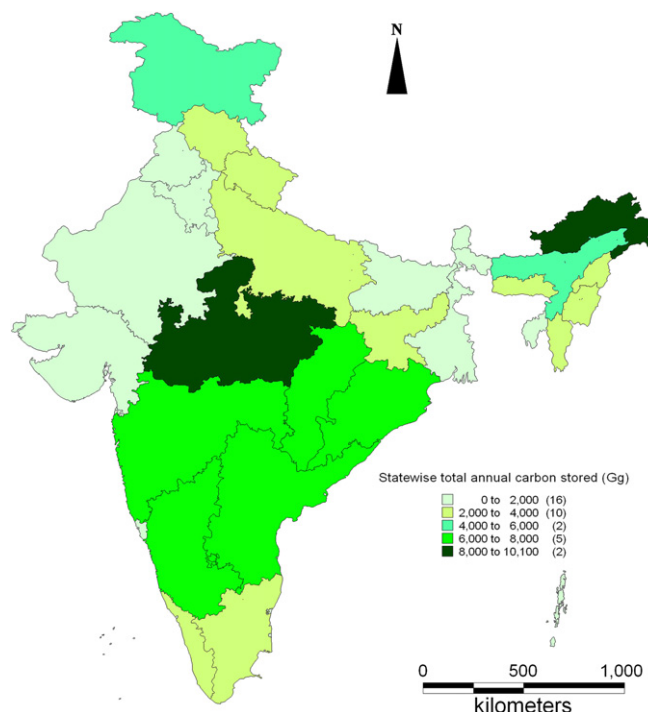 N
Statewise total annual carbon stored (Gg)
0 to 2,000 (16)
2,000 to 4,000 (10)
4,000 to 6,000 (2)
6,000 to 8,000 (5)
8,000 to 10,100 (2)
0 500 1,000
kilometers